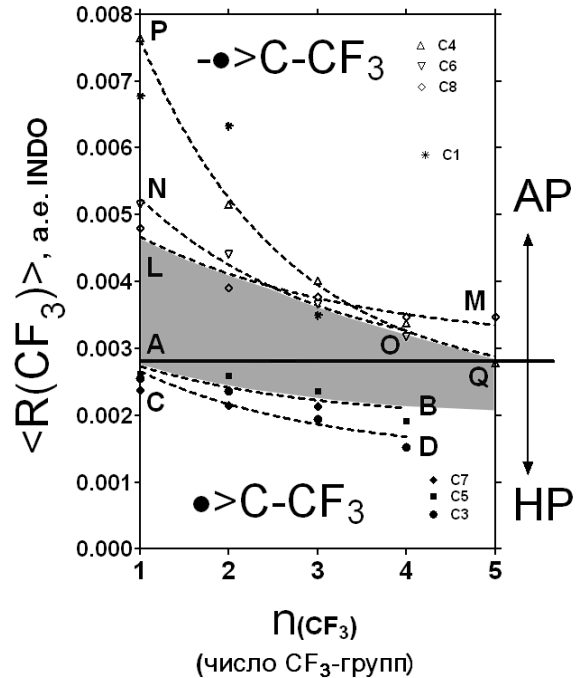 0.008
0.007
0.006
0.005
0.004
0.003
0.002
0.001
0.000
<R(CF₃)>, а.е. INDO
P
-●>C-CF₃
C4
C6
C8
C1
N
L
A
C
M
O
Q
B
D
AP
HP
●>C-CF₃
C7
C5
C3
1 2 3 4 5
n(CF₃)
(число CF₃-групп)